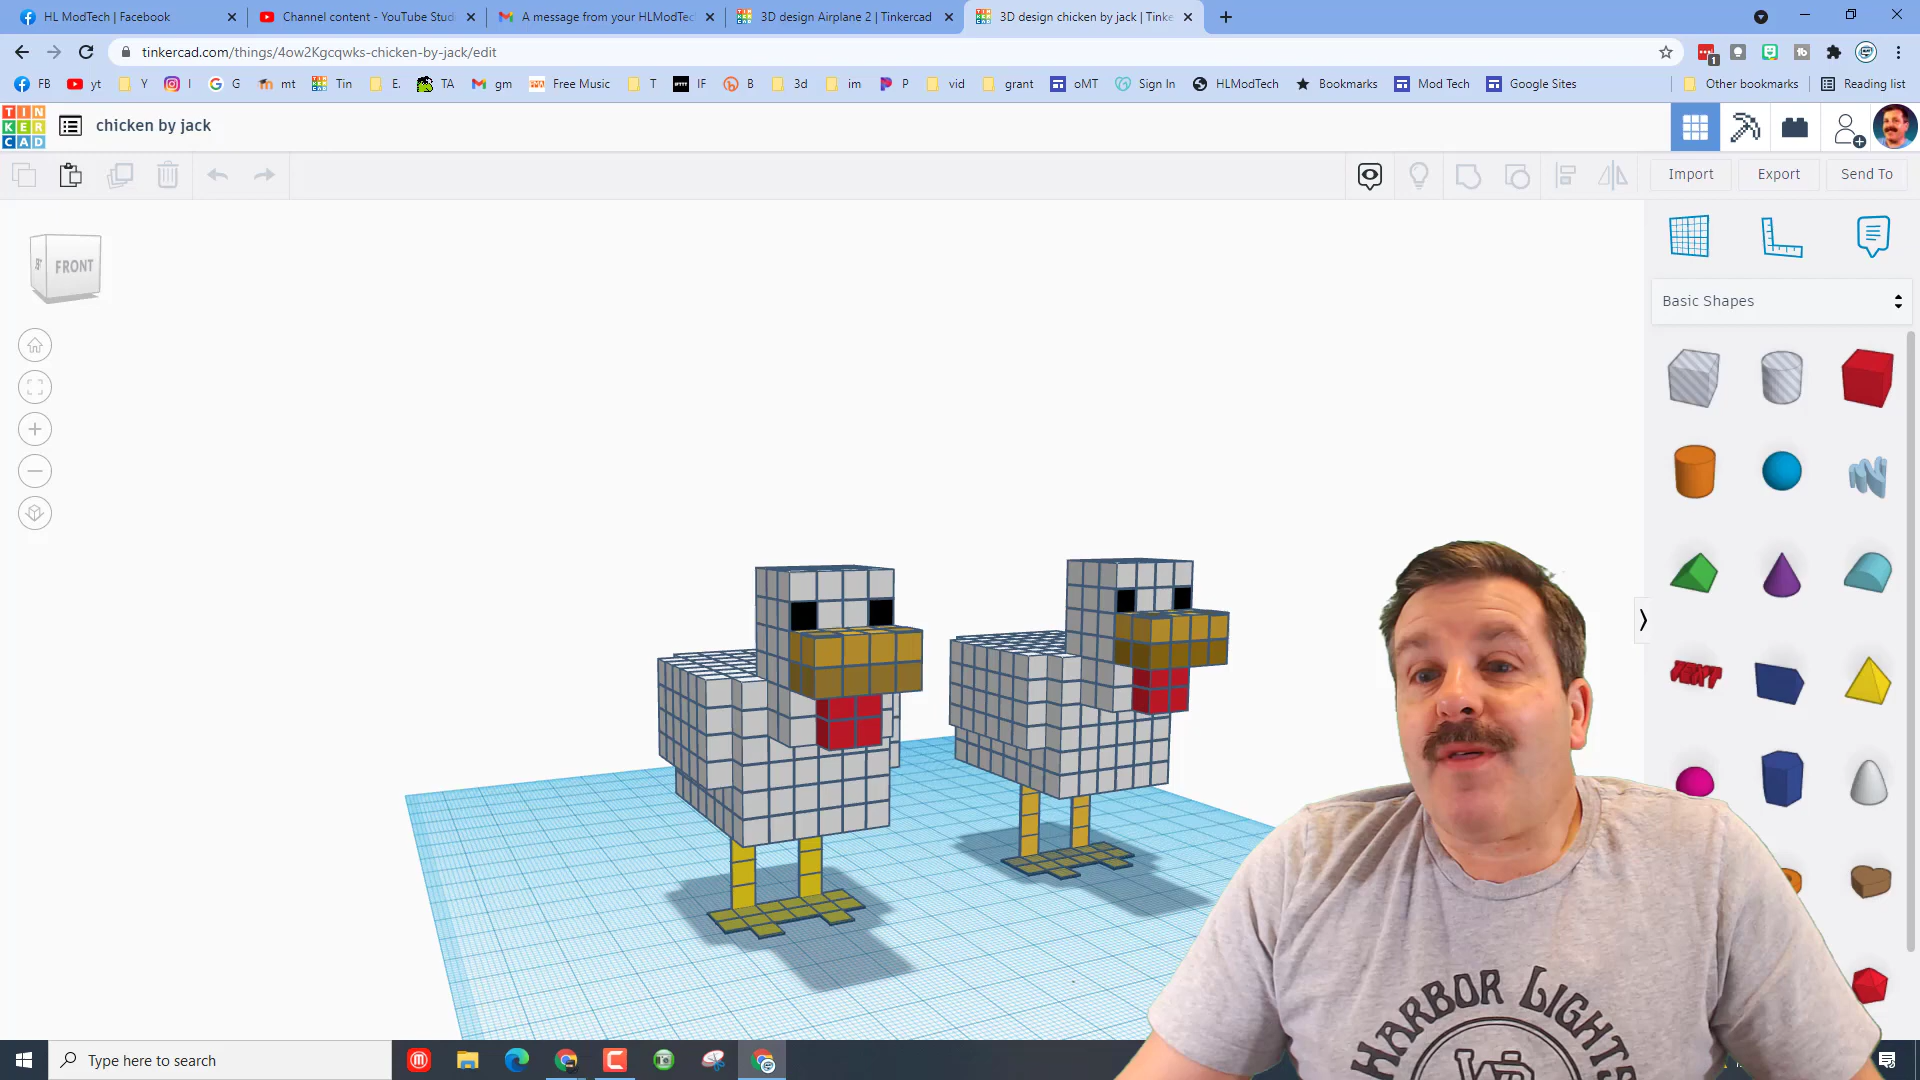 HL ModTech | Facebook
Channel content - YouTube Stud
A message from your HLModTec
3D design Airplane 2 | Tinkercad
3D design chicken by jack | Tinke
tinkercad.com/things/4ow2Kgcqwks-chicken-by-jack/edit
1
FB
yt
Y
I
G
mt
Tin
E.
TA
gm
Free Music
T
IF
B
3d
im
P
vid
grant
oMT
Sign In
HLModTech
Bookmarks
Mod Tech
Google Sites
Other bookmarks
Reading list
TIN
KER
CAD
chicken by jack
Import
Export
Send To
FRONT
Basic Shapes
TEXT
HARBOR LIGHTS
Type here to search